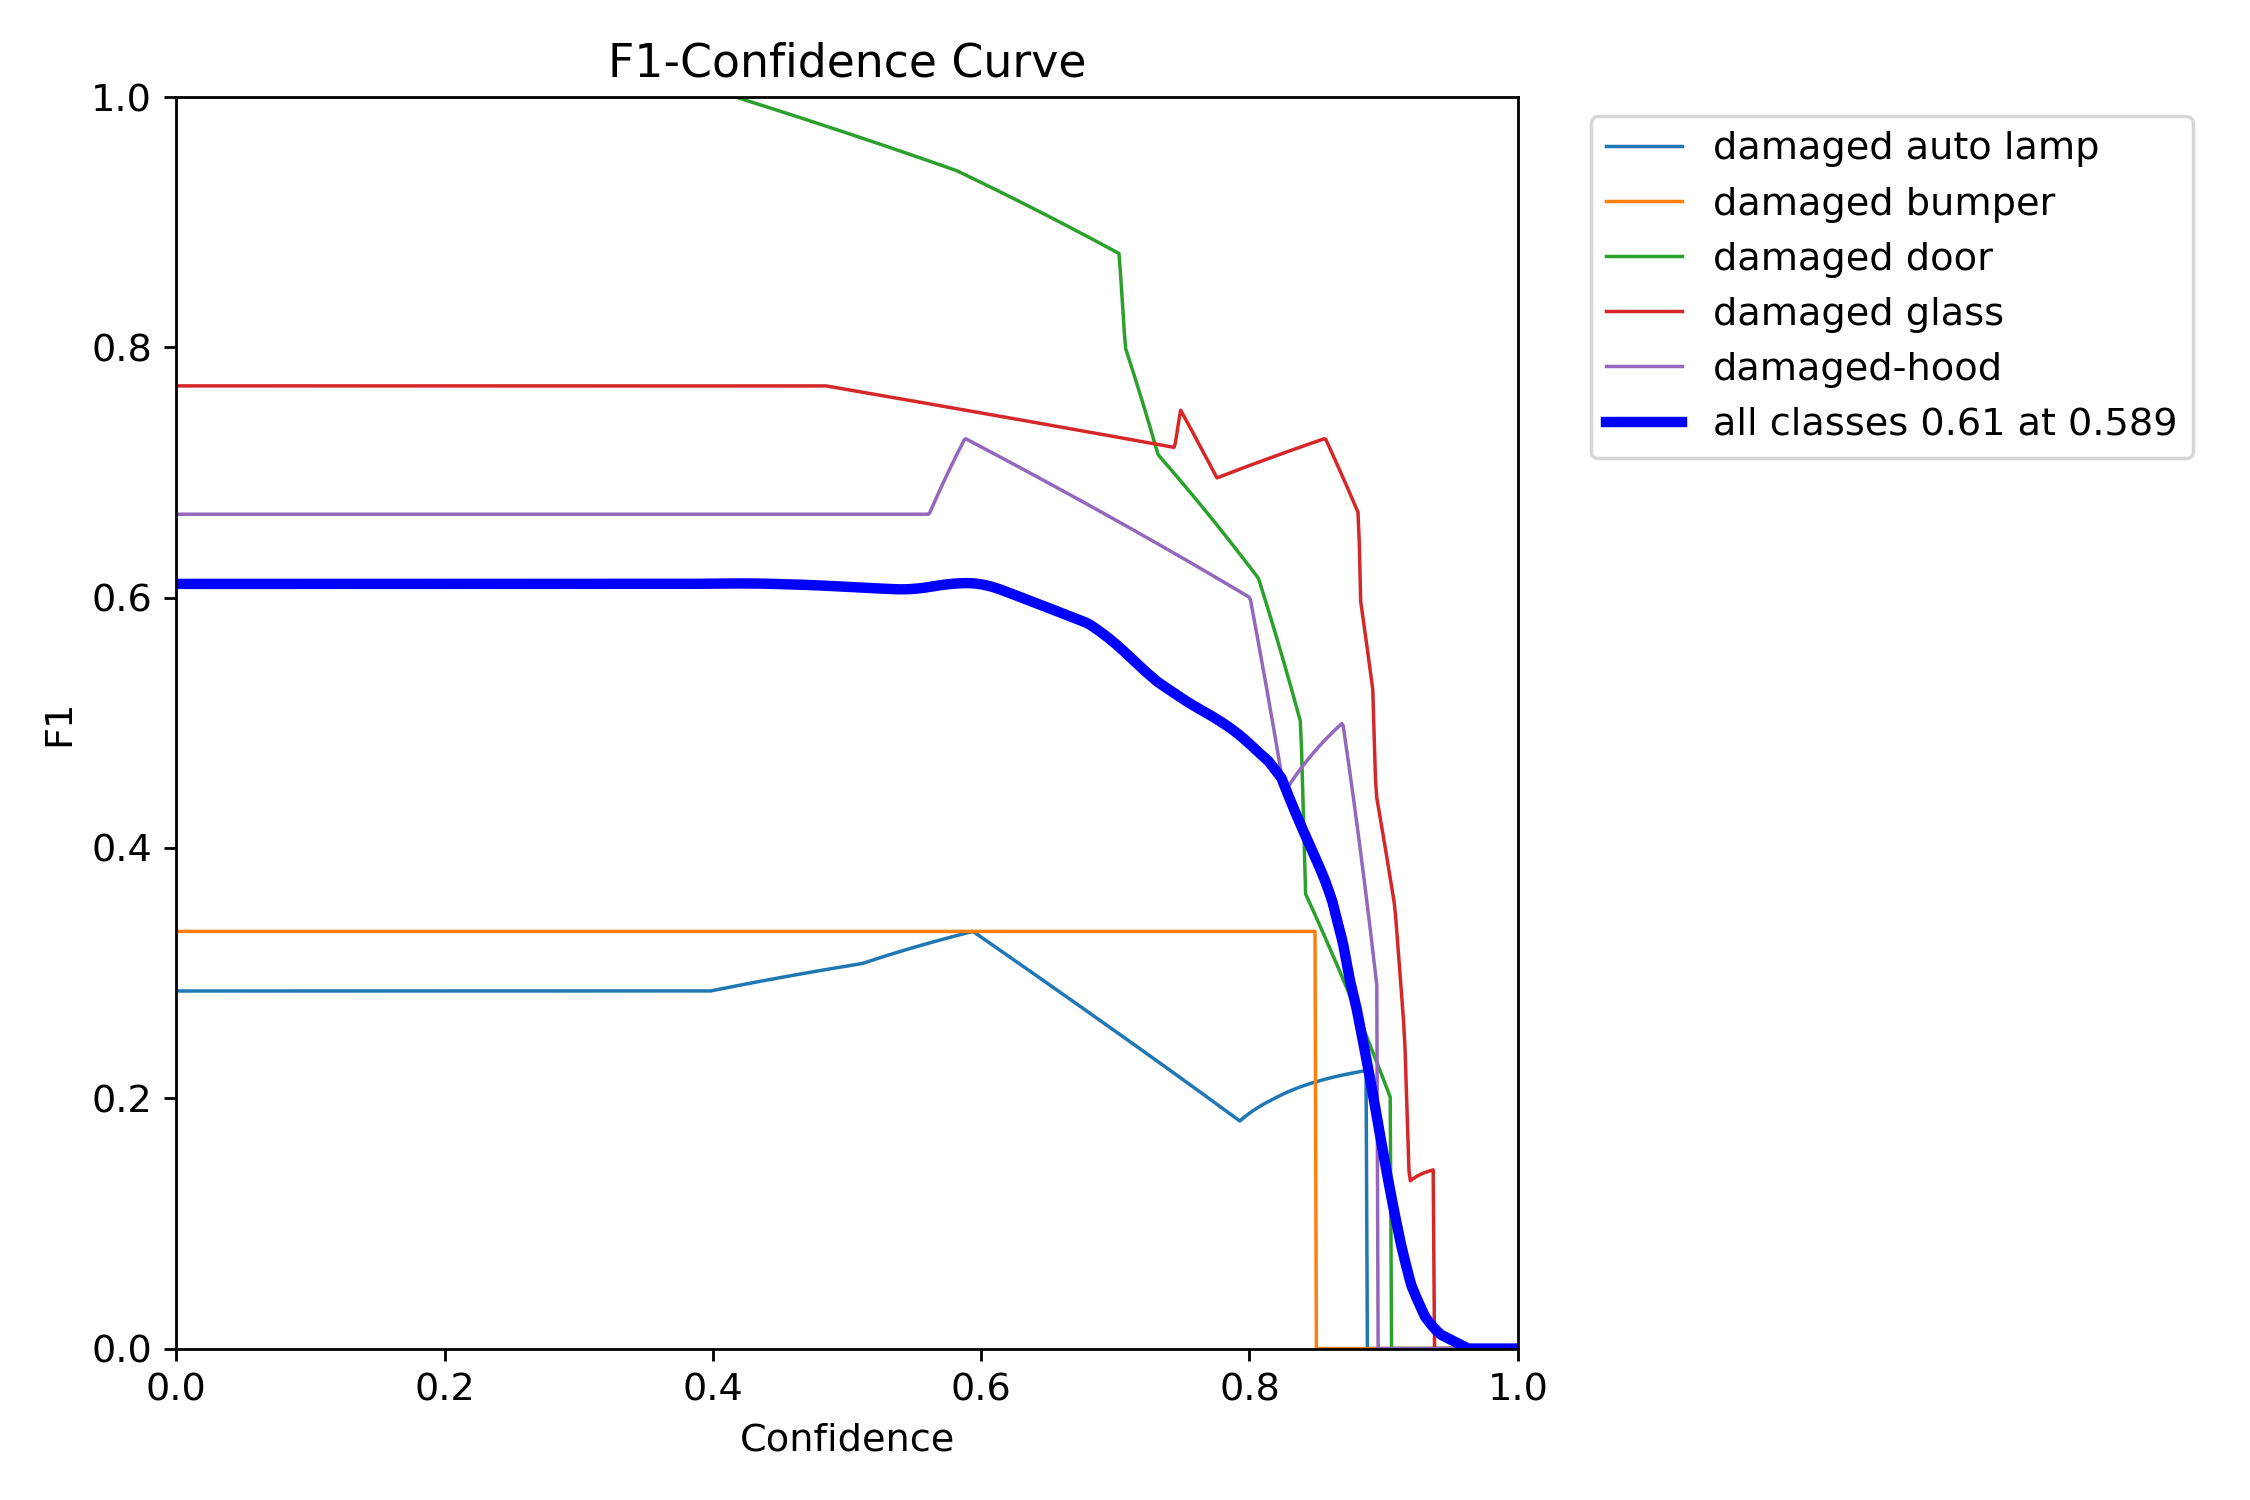 F1-Confidence Curve
1.0
0.8
0.6
0.4
0.2
0.0
F1
0.0 0.2 0.4 0.6 0.8 1.0
Confidence
damaged auto lamp
damaged bumper
damaged door
damaged glass
damaged-hood
all classes 0.61 at 0.589